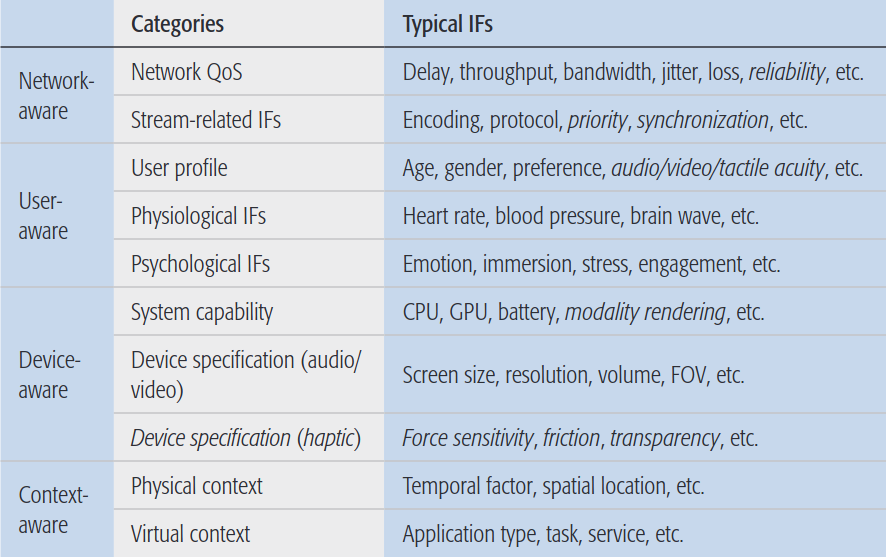 Categories Typical IFs
Network-aware
Network QoS Delay, throughput, bandwidth, jitter, loss, reliability, etc.
Stream-related IFs Encoding, protocol, priority, synchronization, etc.
User-aware
User profile Age, gender, preference, audio/video/tactile acuity, etc.
Physiological IFs Heart rate, blood pressure, brain wave, etc.
Psychological IFs Emotion, immersion, stress, engagement, etc.
Device-aware
System capability CPU, GPU, battery, modality rendering, etc.
Device specification (audio/
video) Screen size, resolution, volume, FOV, etc.
Device specification (haptic) Force sensitivity, friction, transparency, etc.
Context-aware
Physical context Temporal factor, spatial location, etc.
Virtual context Application type, task, service, etc.